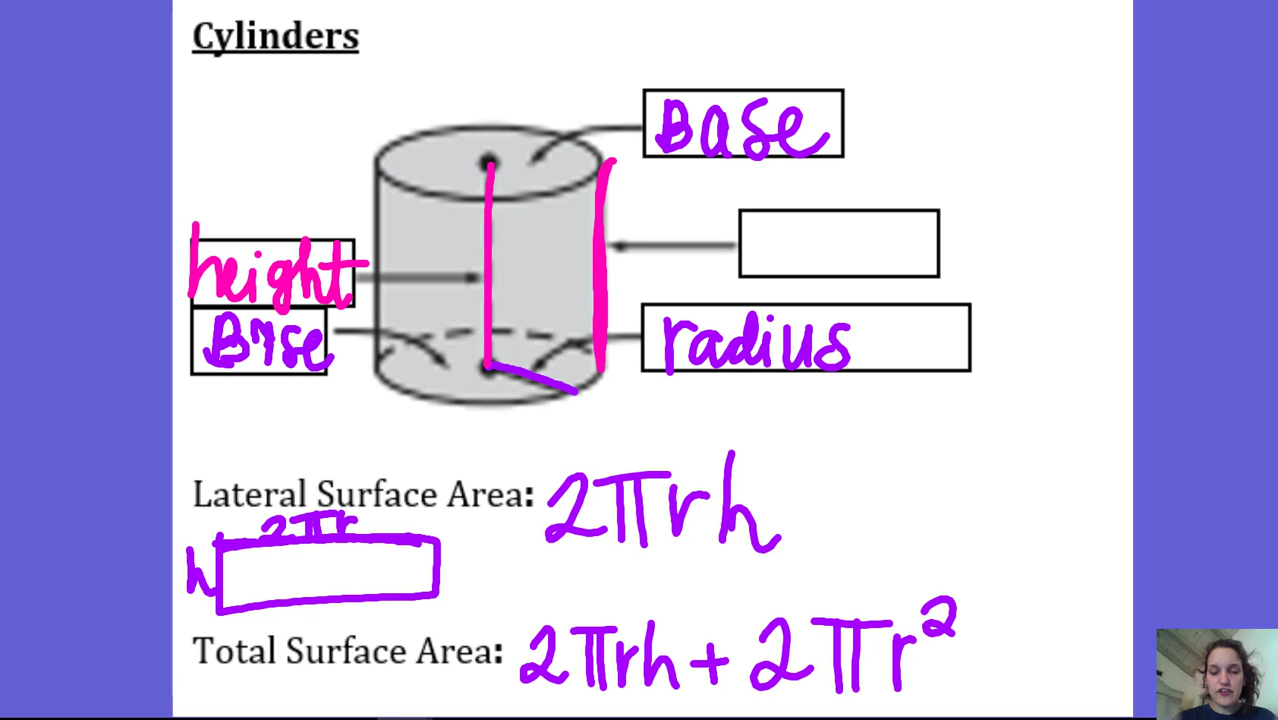 Cylinders
Base
height
Base
radius
Lateral Surface Area: 2πrh
2πr
h
Total Surface Area: 2πrh + 2πr²